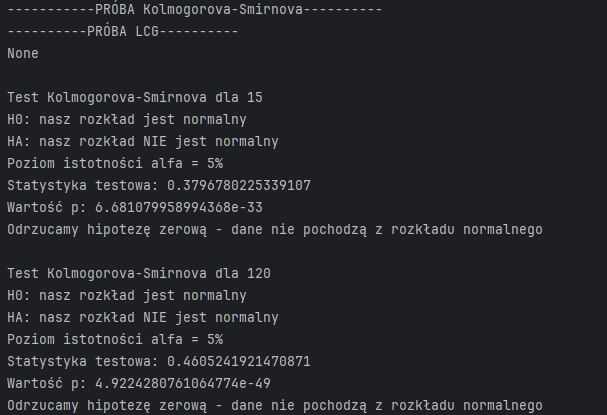 -----------PRÓBA Kolmogorova-Smirnova----------
----------PRÓBA LCG----------
None
Test Kolmogorova-Smirnova dla 15
H0: nasz rozkład jest normalny
HA: nasz rozkład NIE jest normalny
Poziom istotności alfa = 5%
Statystyka testowa: 0.3796780225339107
Wartość p: 6.681079958994368e-33
Odrzucamy hipotezę zerową - dane nie pochodzą z rozkładu normalnego
Test Kolmogorova-Smirnova dla 120
H0: nasz rozkład jest normalny
HA: nasz rozkład NIE jest normalny
Poziom istotności alfa = 5%
Statystyka testowa: 0.4605241921470871
Wartość p: 4.9224280761064774e-49
Odrzucamy hipotezę zerową - dane nie pochodzą z rozkładu normalnego